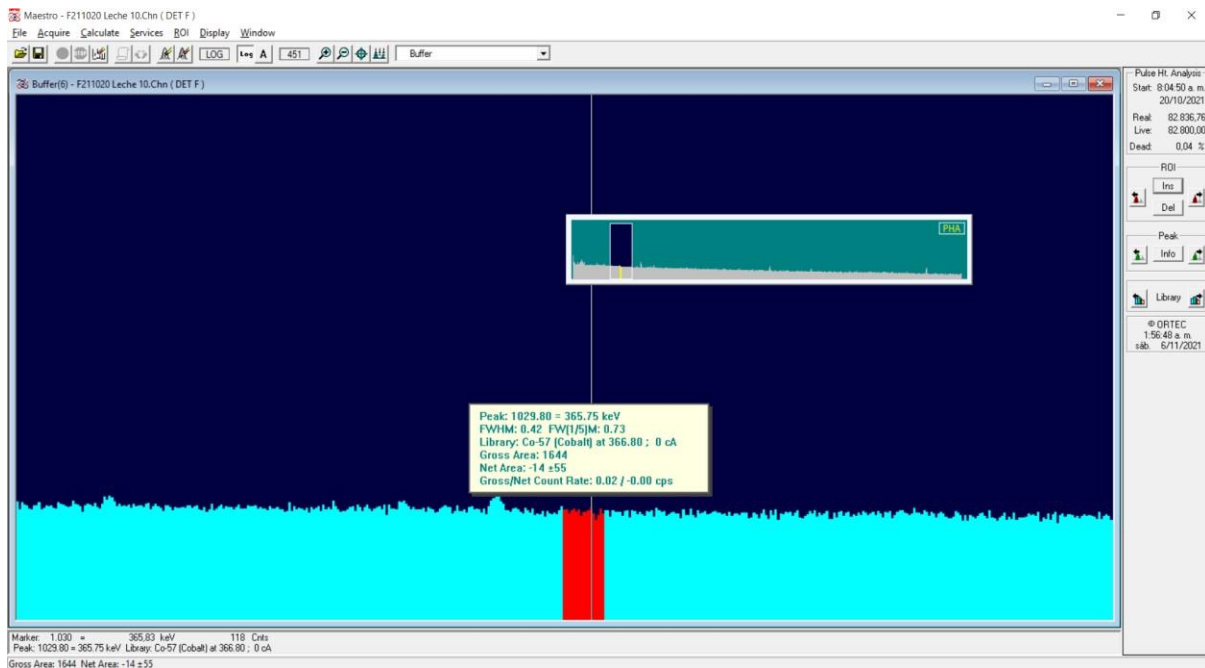 Maestro - F211020 Leche 10.Chn ( DET F )
File Acquire Calculate Services ROI Display Window
LOG Log A 451 Buffer
Buffer(6) - F211020 Leche 10.Chn ( DET F )
PHA
Peak: 1029.80 = 365.75 keV
FWHM: 0.42 FW(1/5)M: 0.73
Library: Co-57 (Cobalt) at 366.80 ; 0 cA
Gross Area: 1644
Net Area: -14 ±55
Gross/Net Count Rate: 0.02 / -0.00 cps
Pulse Ht. Analysis
Start: 8:04:50 a. m.
20/10/2021
Real: 82.836,76
Live: 82.800,00
Dead: 0,04 %
ROI
Ins
Del
Peak
Info
Library
© ORTEC
1:56:48 a. m.
sáb. 6/11/2021
Marker: 1.030 = 365,83 keV 118 Cnts
Peak: 1029.80 = 365.75 keV Library: Co-57 (Cobalt) at 366.80 ; 0 cA
Gross Area: 1644 Net Area: -14 ±55